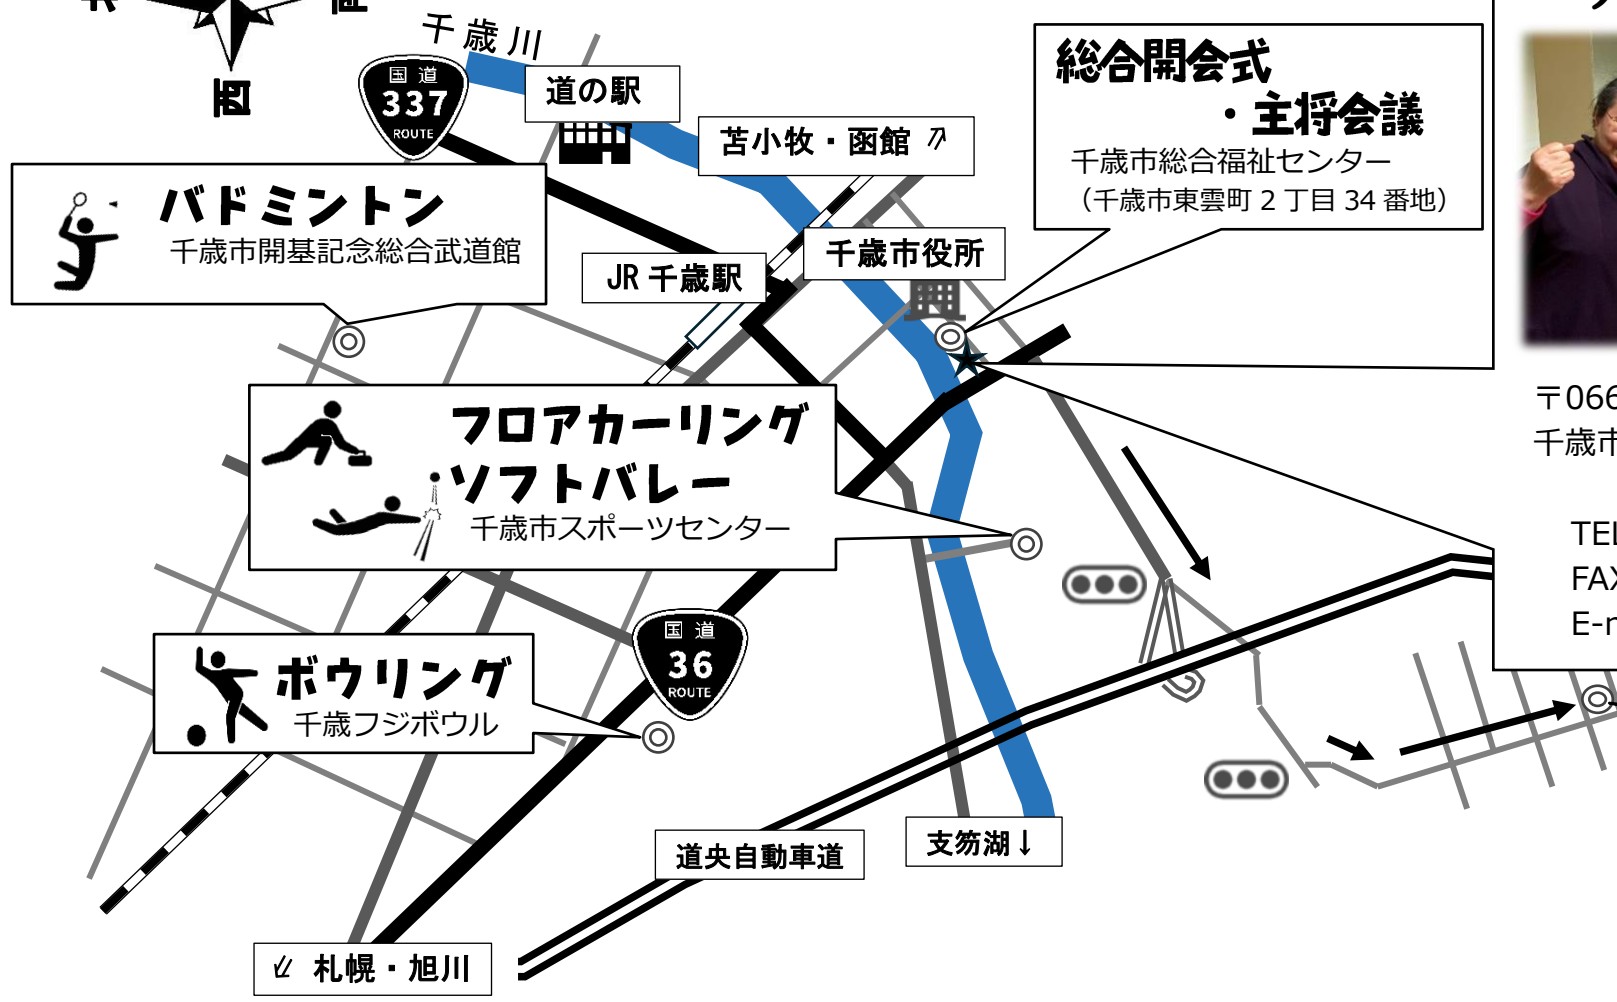 西
千歳川
国道
337
ROUTE
道の駅
苫小牧・函館 ⇗
総合開会式
・主将会議
千歳市総合福祉センター
（千歳市東雲町 2 丁目 34 番地）
バドミントン
千歳市開基記念総合武道館
JR 千歳駅
千歳市役所
フロアカーリング
ソフトバレー
千歳市スポーツセンター
〒066
千歳市
TEL
FAX
ボウリング
千歳フジボウル
国道
36
ROUTE
道央自動車道
支笏湖↓
⇙ 札幌・旭川